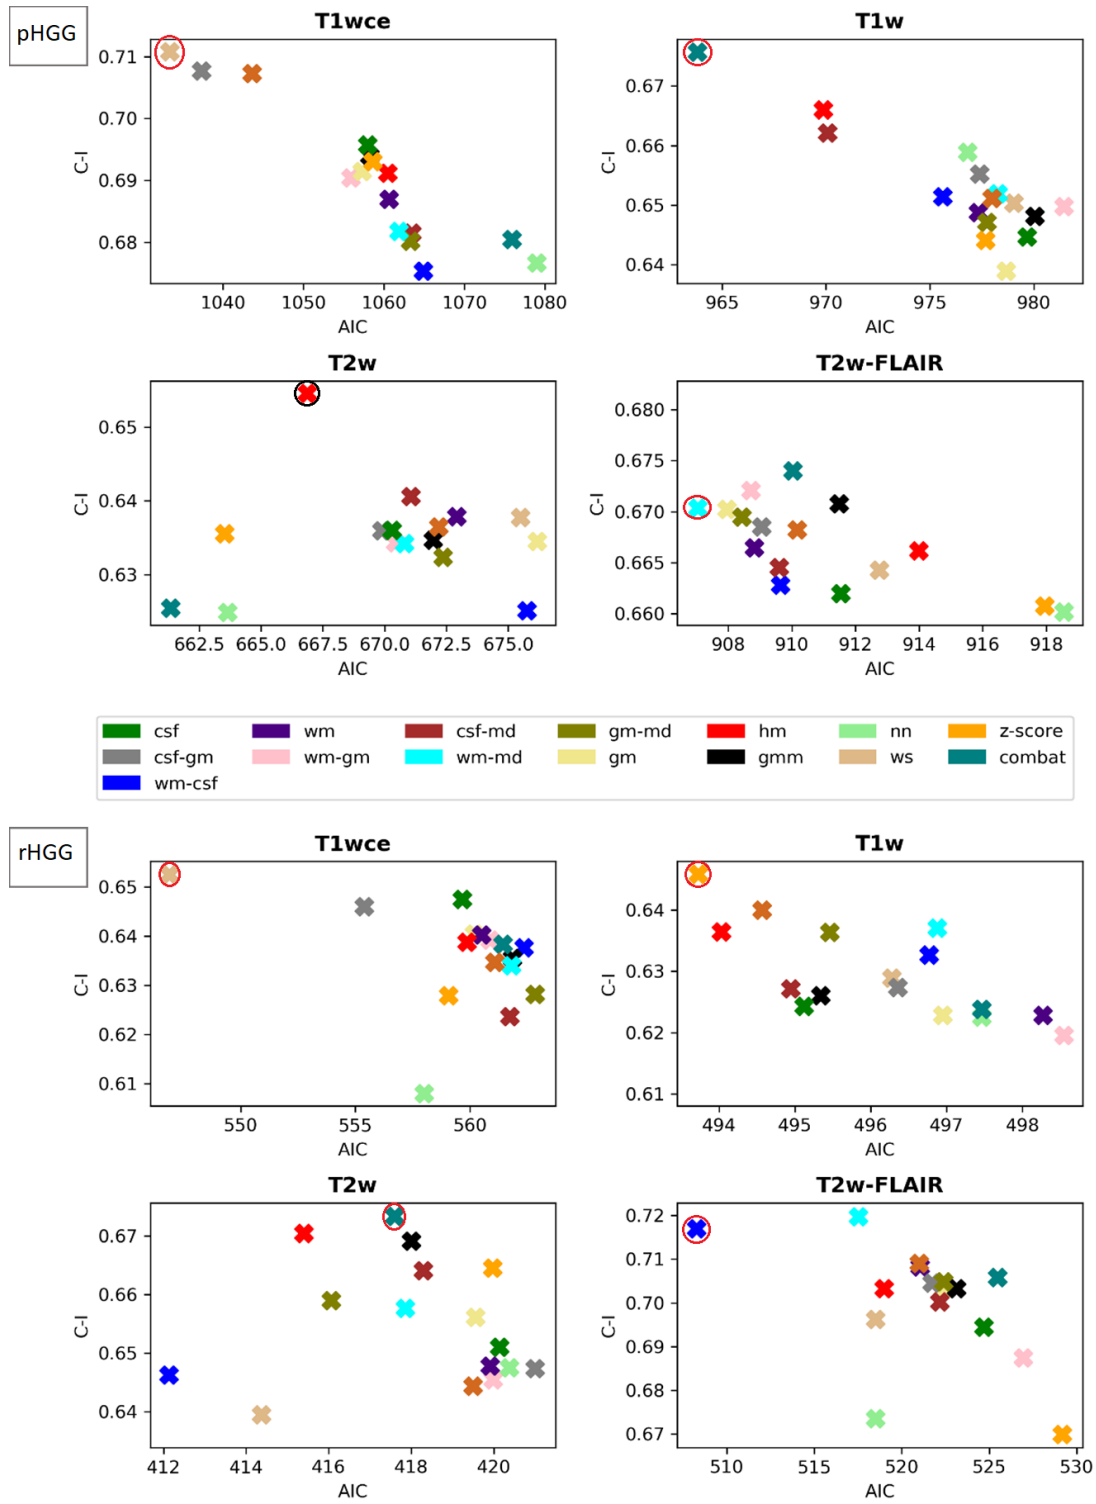 pHGG
T1wce
0.71
0.70
0.69
0.68
C-I
1040 1050 1060 1070 1080
AIC
T1w
0.67
0.66
0.65
0.64
C-I
965 970 975 980
AIC
T2w
0.65
0.64
0.63
C-I
662.5 665.0 667.5 670.0 672.5 675.0
AIC
T2w-FLAIR
0.680
0.675
0.670
0.665
0.660
C-I
908 910 912 914 916 918
AIC
csf wm csf-md gm-md hm nn z-score
csf-gm wm-gm wm-md gm gmm ws combat
wm-csf
rHGG
T1wce
0.65
0.64
0.63
0.62
0.61
C-I
550 555 560
AIC
T1w
0.64
0.63
0.62
0.61
C-I
494 495 496 497 498
AIC
T2w
0.67
0.66
0.65
0.64
C-I
412 414 416 418 420
AIC
T2w-FLAIR
0.72
0.71
0.70
0.69
0.68
0.67
C-I
510 515 520 525 530
AIC